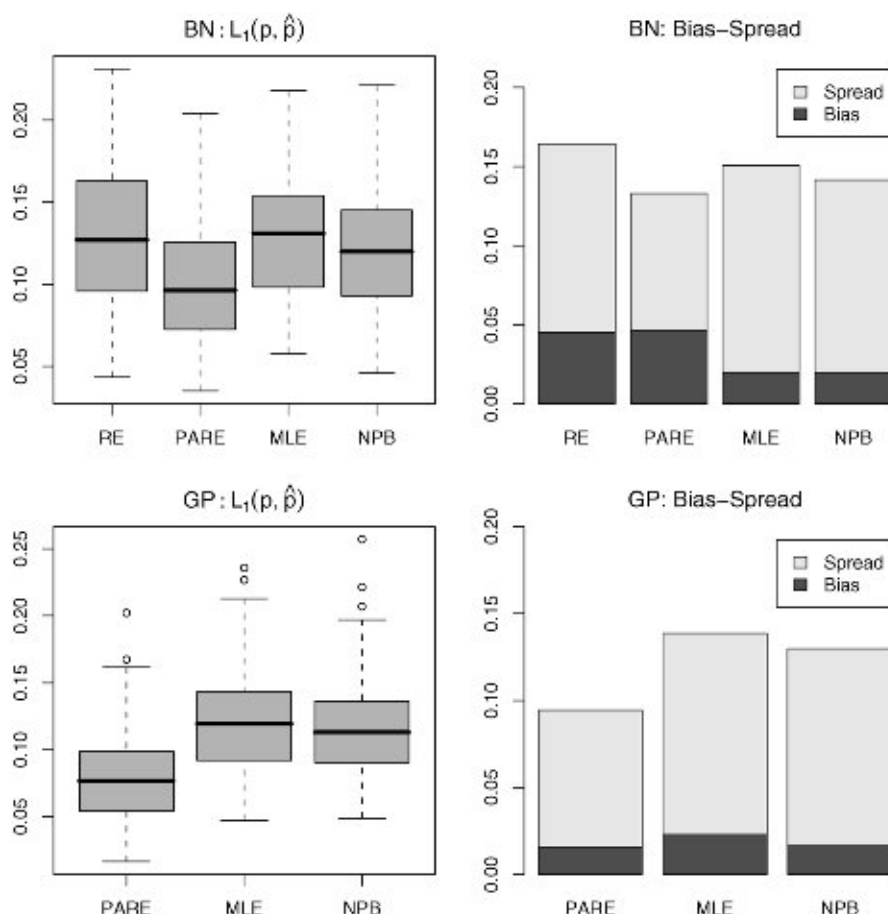 BN : L₁(p, p̂)
0.05 0.10 0.15 0.20
RE PARE MLE NPB
BN: Bias−Spread
0.00 0.05 0.10 0.15 0.20
Spread
Bias
RE PARE MLE NPB
GP : L₁(p, p̂)
0.05 0.10 0.15 0.20 0.25
PARE MLE NPB
GP: Bias−Spread
0.00 0.05 0.10 0.15 0.20
Spread
Bias
PARE MLE NPB